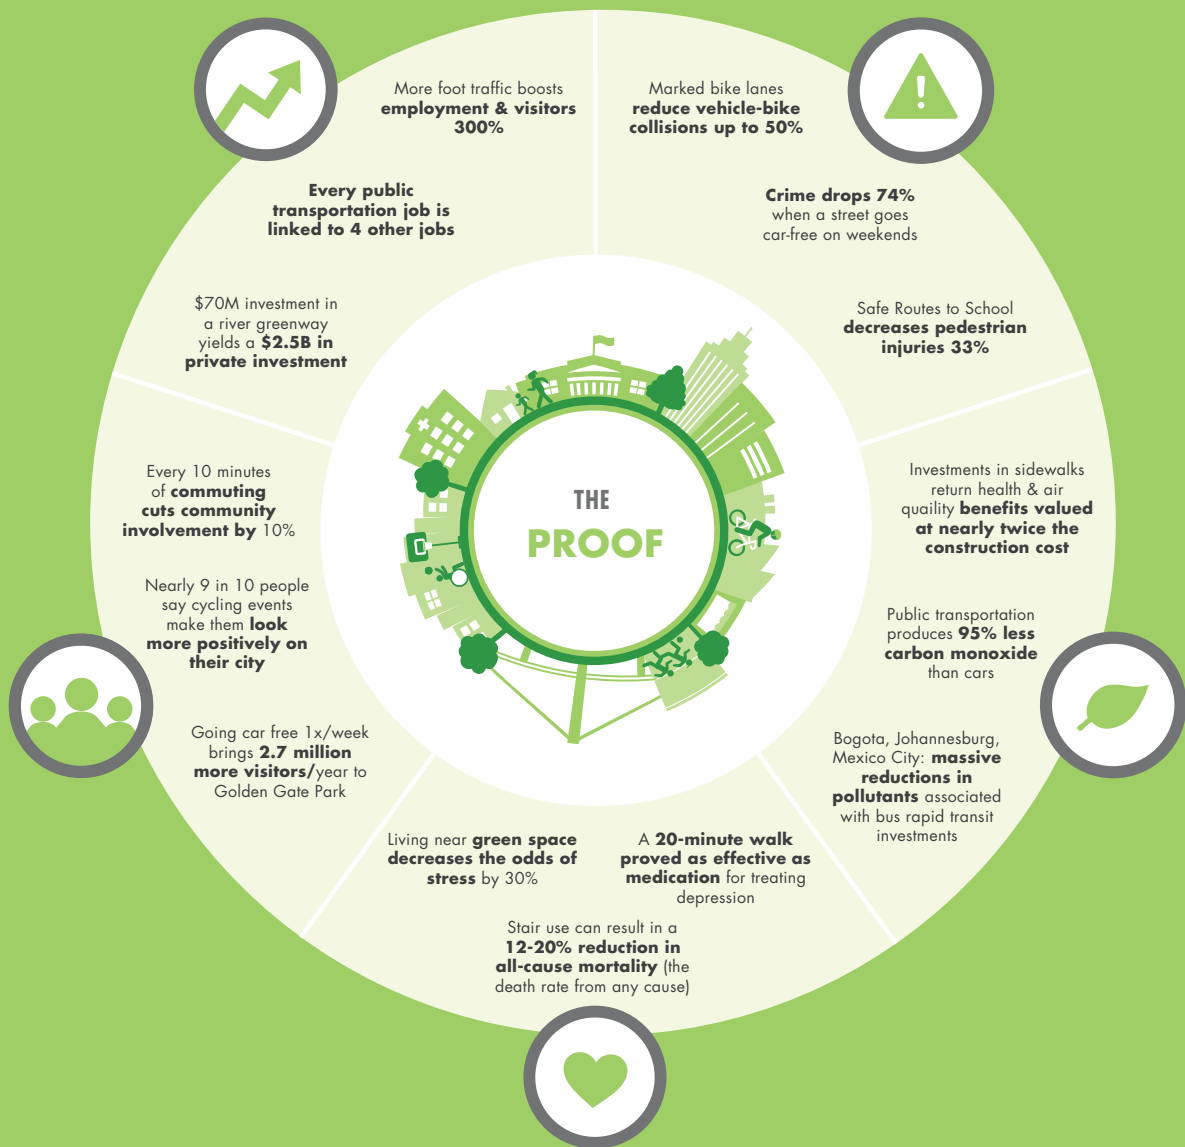 More foot traffic boosts
employment & visitors
300%
Every public
transportation job is
linked to 4 other jobs
$70M investment in
a river greenway
yields a $2.5B in
private investment
Marked bike lanes
reduce vehicle-bike
collisions up to 50%
Crime drops 74%
when a street goes
car-free on weekends
Safe Routes to School
decreases pedestrian
injuries 33%
THE
PROOF
Every 10 minutes
of commuting
cuts community
involvement by 10%
Nearly 9 in 10 people
say cycling events
make them look
more positively on
their city
Going car free 1x/week
brings 2.7 million
more visitors/year to
Golden Gate Park
Investments in sidewalks
return health & air
quaility benefits valued
at nearly twice the
construction cost
Public transportation
produces 95% less
carbon monoxide
than cars
Bogota, Johannesburg,
Mexico City: massive
reductions in
pollutants associated
with bus rapid transit
investments
Living near green space
decreases the odds of
stress by 30%
A 20-minute walk
proved as effective as
medication for treating
depression
Stair use can result in a
12-20% reduction in
all-cause mortality (the
death rate from any cause)